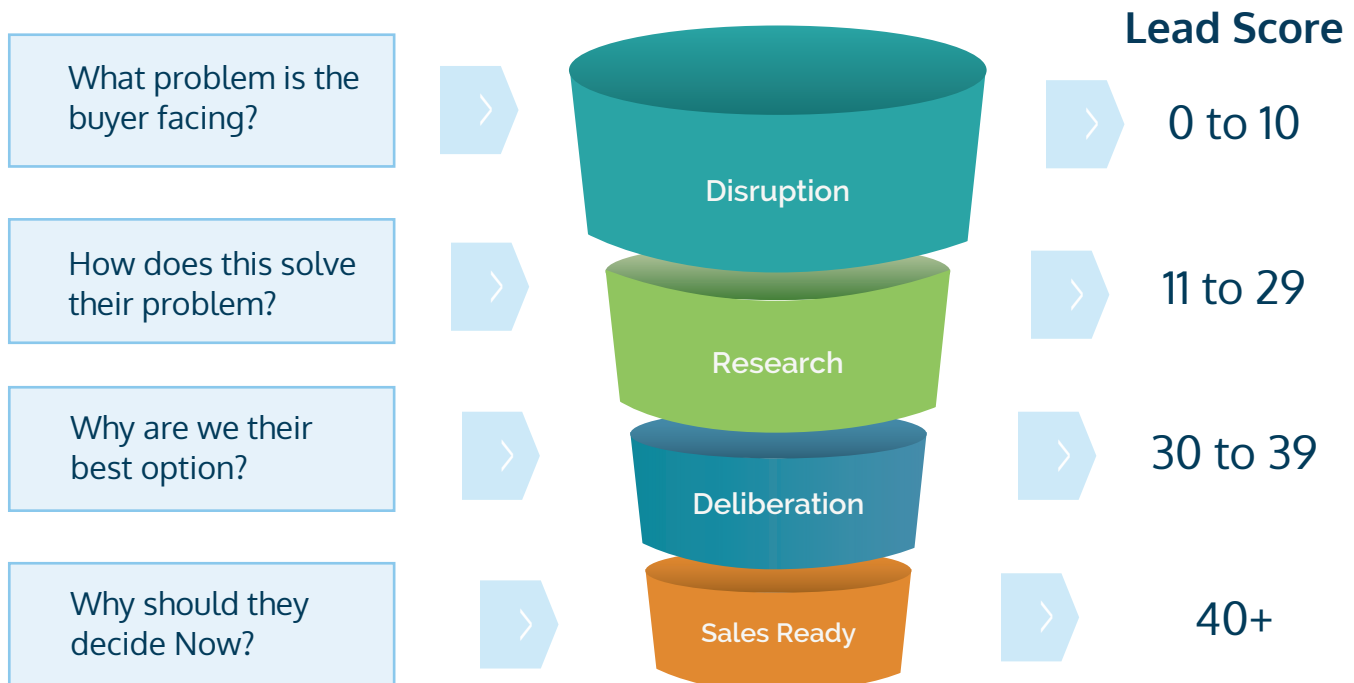 Lead Score
What problem is the
buyer facing?
Disruption
0 to 10
How does this solve
their problem?
Research
11 to 29
Why are we their
best option?
Deliberation
30 to 39
Why should they
decide Now?
Sales Ready
40+